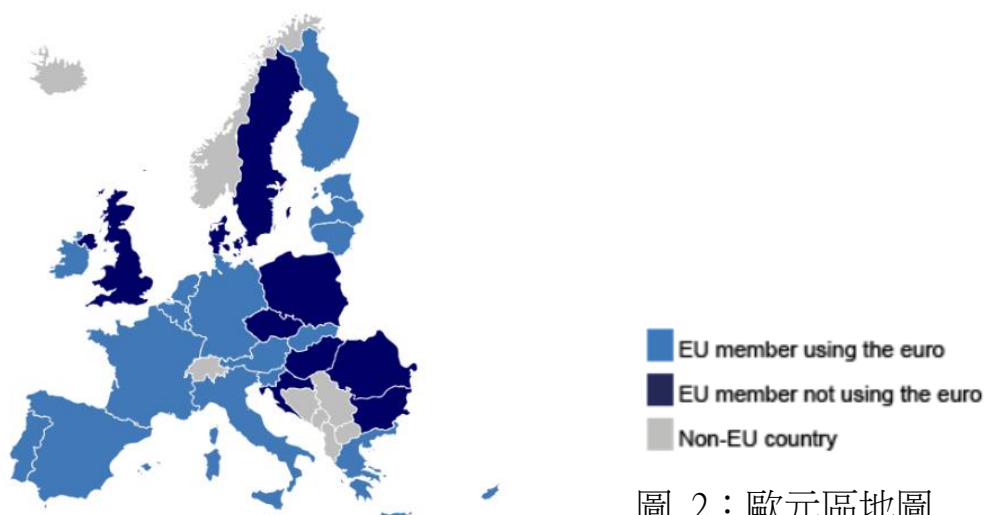 EU member using the euro
EU member not using the euro
Non-EU country
圖 2：歐元區地圖